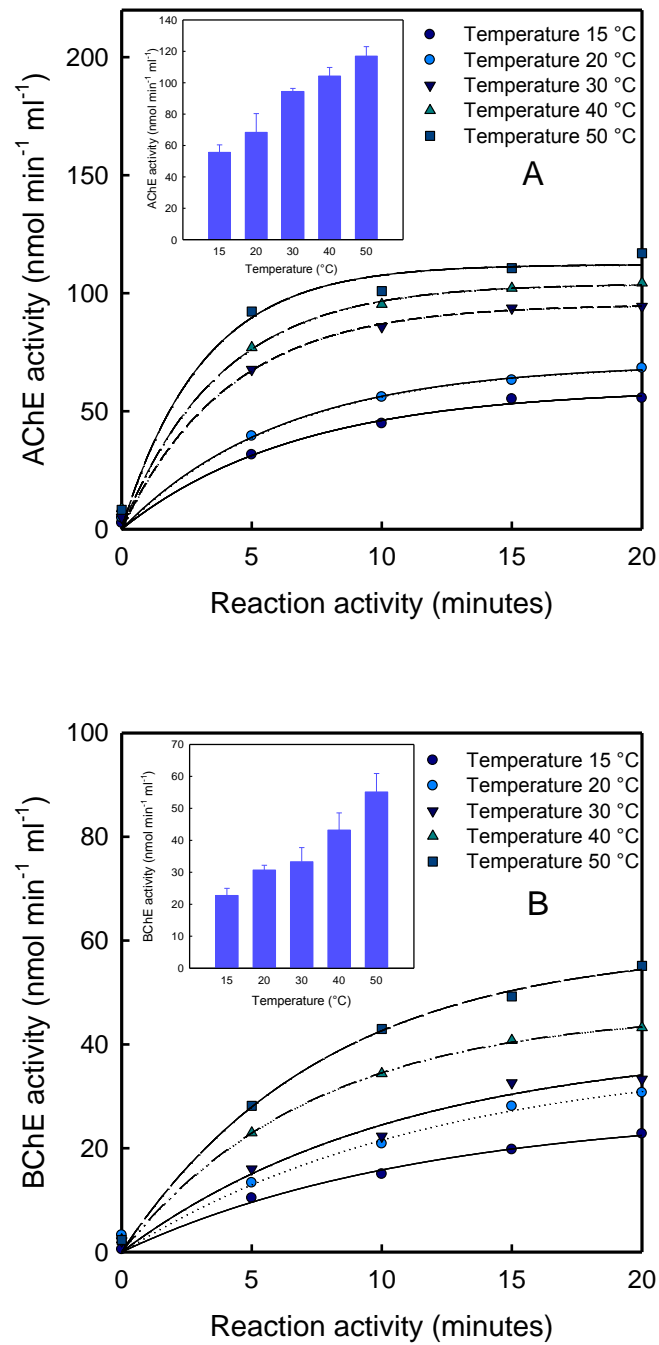 200
150
100
50
0
AChE activity (nmol min⁻¹ ml⁻¹)
0 5 10 15 20
Reaction activity (minutes)
140
120
100
80
60
40
20
0
AChE activity (nmol min⁻¹ ml⁻¹)
15 20 30 40 50
Temperature (°C)
Temperature 15 °C
Temperature 20 °C
Temperature 30 °C
Temperature 40 °C
Temperature 50 °C
A
100
80
60
40
20
0
BChE activity (nmol min⁻¹ ml⁻¹)
0 5 10 15 20
Reaction activity (minutes)
70
60
50
40
30
20
10
0
BChE activity (nmol min⁻¹ ml⁻¹)
15 20 30 40 50
Temperature (°C)
Temperature 15 °C
Temperature 20 °C
Temperature 30 °C
Temperature 40 °C
Temperature 50 °C
B